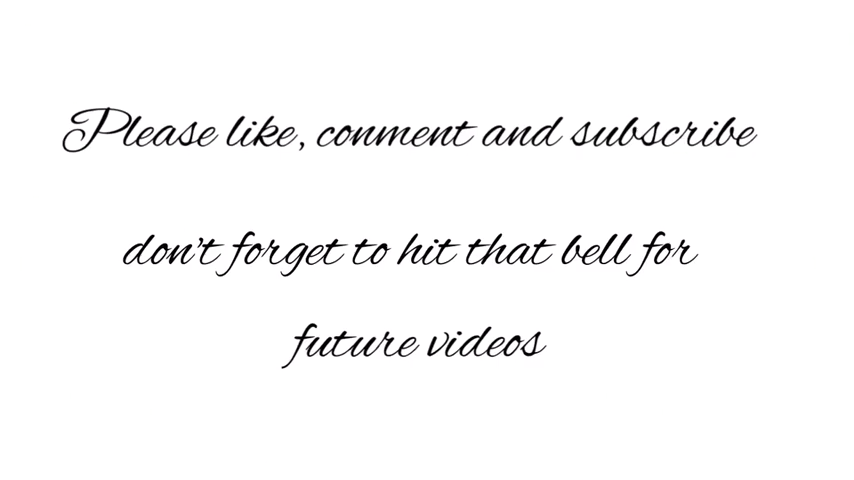 Please like, conment and subscribe
don't forget to hit that bell for
future videos